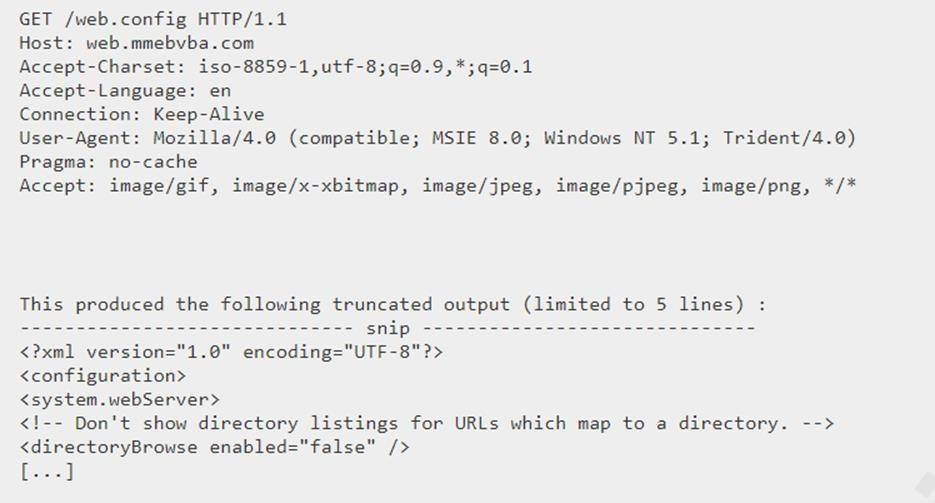 GET /web.config HTTP/1.1
Host: web.mmebvba.com
Accept-Charset: iso-8859-1,utf-8;q=0.9,*;q=0.1
Accept-Language: en
Connection: Keep-Alive
User-Agent: Mozilla/4.0 (compatible; MSIE 8.0; Windows NT 5.1; Trident/4.0)
Pragma: no-cache
Accept: image/gif, image/x-xbitmap, image/jpeg, image/pjpeg, image/png, */*
This produced the following truncated output (limited to 5 lines) :
------------------------------ snip ------------------------------
<?xml version="1.0" encoding="UTF-8"?>
<configuration>
<system.webServer>
<!-- Don't show directory listings for URLs which map to a directory. -->
<directoryBrowse enabled="false" />
[...]